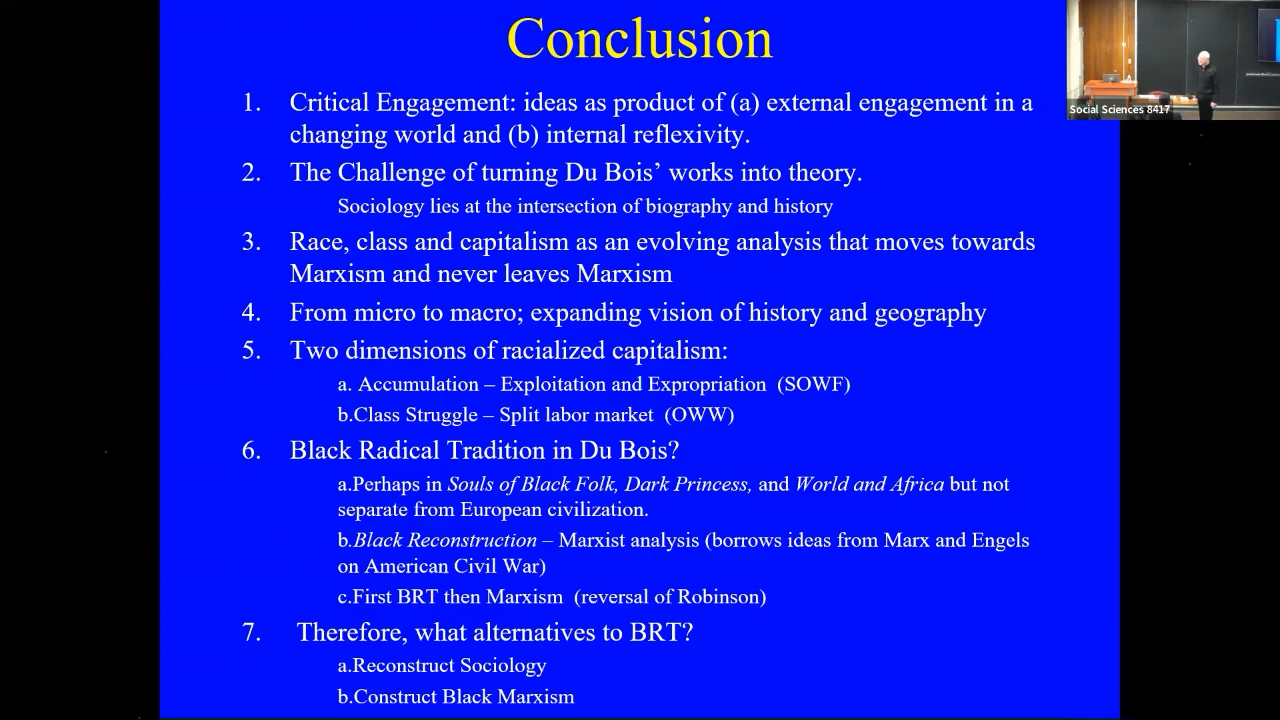 Conclusion
Social Sciences 8417
1. Critical Engagement: ideas as product of (a) external engagement in a
changing world and (b) internal reflexivity.
2. The Challenge of turning Du Bois’ works into theory.
Sociology lies at the intersection of biography and history
3. Race, class and capitalism as an evolving analysis that moves towards
Marxism and never leaves Marxism
4. From micro to macro; expanding vision of history and geography
5. Two dimensions of racialized capitalism:
a. Accumulation – Exploitation and Expropriation (SOWF)
b.Class Struggle – Split labor market (OWW)
6. Black Radical Tradition in Du Bois?
a.Perhaps in Souls of Black Folk, Dark Princess, and World and Africa but not
separate from European civilization.
b.Black Reconstruction – Marxist analysis (borrows ideas from Marx and Engels
on American Civil War)
c.First BRT then Marxism (reversal of Robinson)
7. Therefore, what alternatives to BRT?
a.Reconstruct Sociology
b.Construct Black Marxism